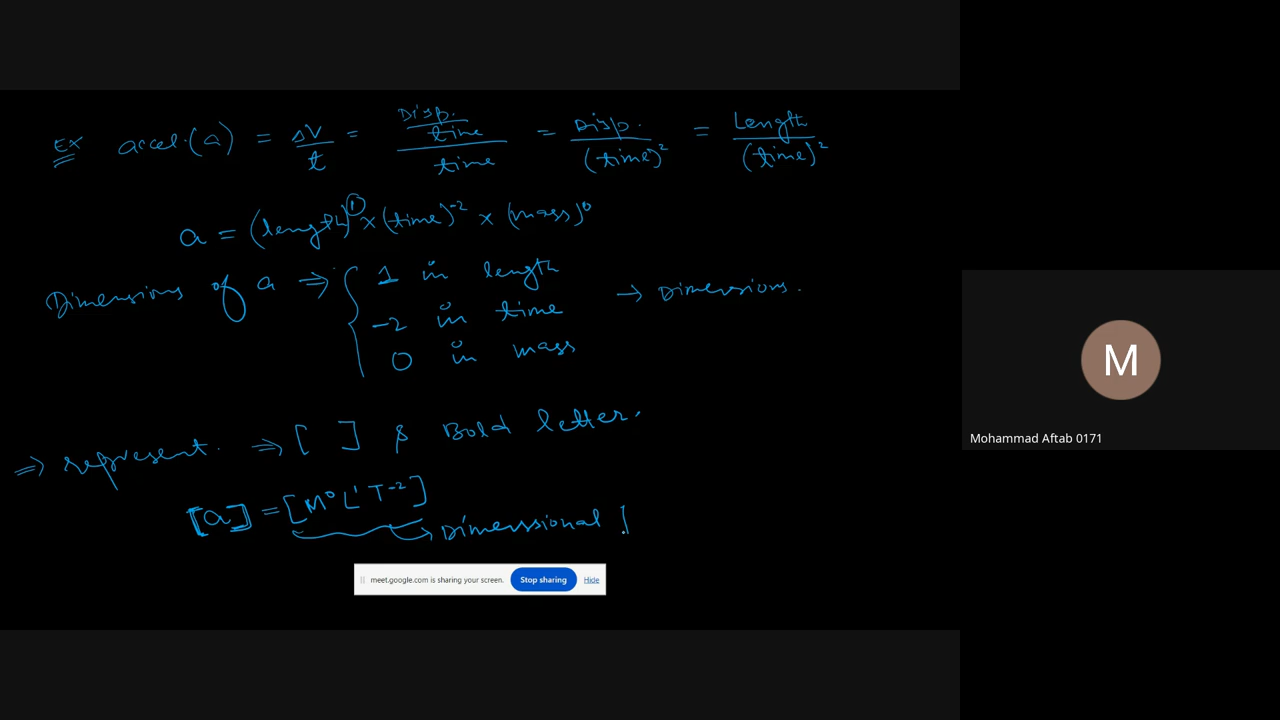 Ex accel.(a) = ΔV/t = (Disp./time)/time = Disp./(time)² = Length/(time)²
a = (length)¹ × (time)⁻² × (mass)⁰
Dimensions of a ⇒ { 1 in length
-2 in time → Dimensions.
0 in mass
⇒ represent. ⇒ [ ] & Bold letter.
[a] = [M⁰ L¹ T⁻²]
→ Dimensional
meet.google.com is sharing your screen. Stop sharing Hide
M
Mohammad Aftab 0171